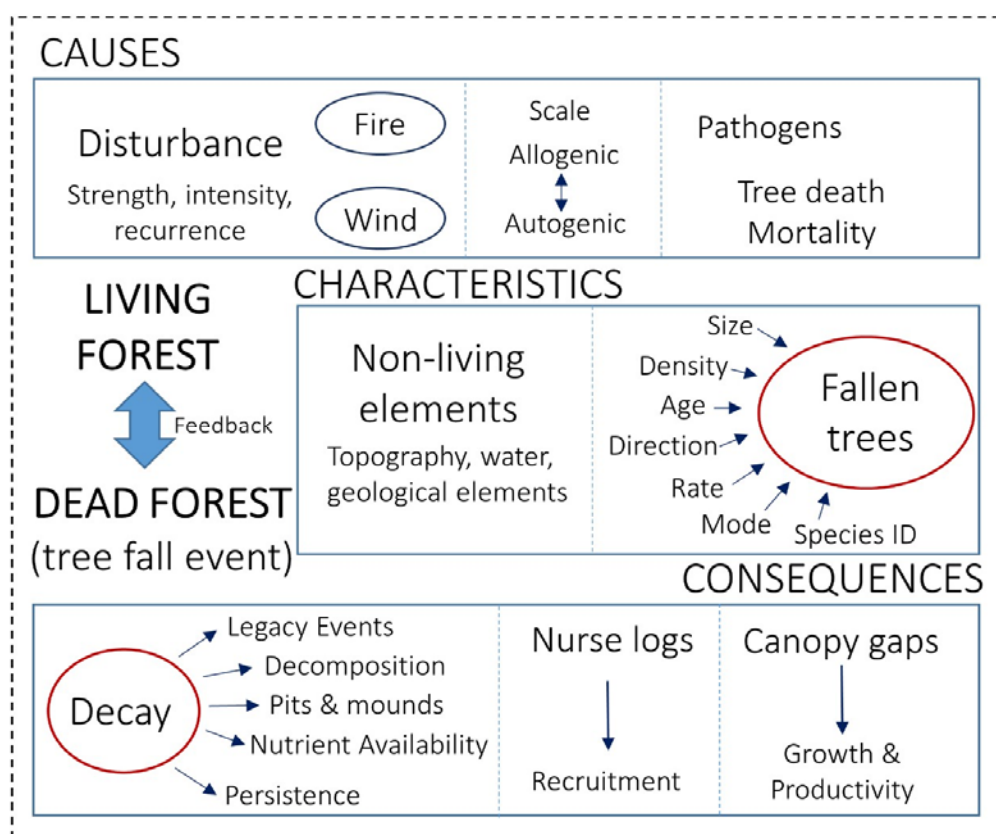 CAUSES
Disturbance
Strength, intensity,
recurrence
Fire
Wind
Scale
Allogenic
Autogenic
Pathogens
Tree death
Mortality
LIVING
FOREST
Feedback
DEAD FOREST
(tree fall event)
CHARACTERISTICS
Non-living
elements
Topography, water,
geological elements
Size
Density
Age
Direction
Rate
Mode
Species ID
Fallen
trees
CONSEQUENCES
Decay
Legacy Events
Decomposition
Pits & mounds
Nutrient Availability
Persistence
Nurse logs
Recruitment
Canopy gaps
Growth &
Productivity